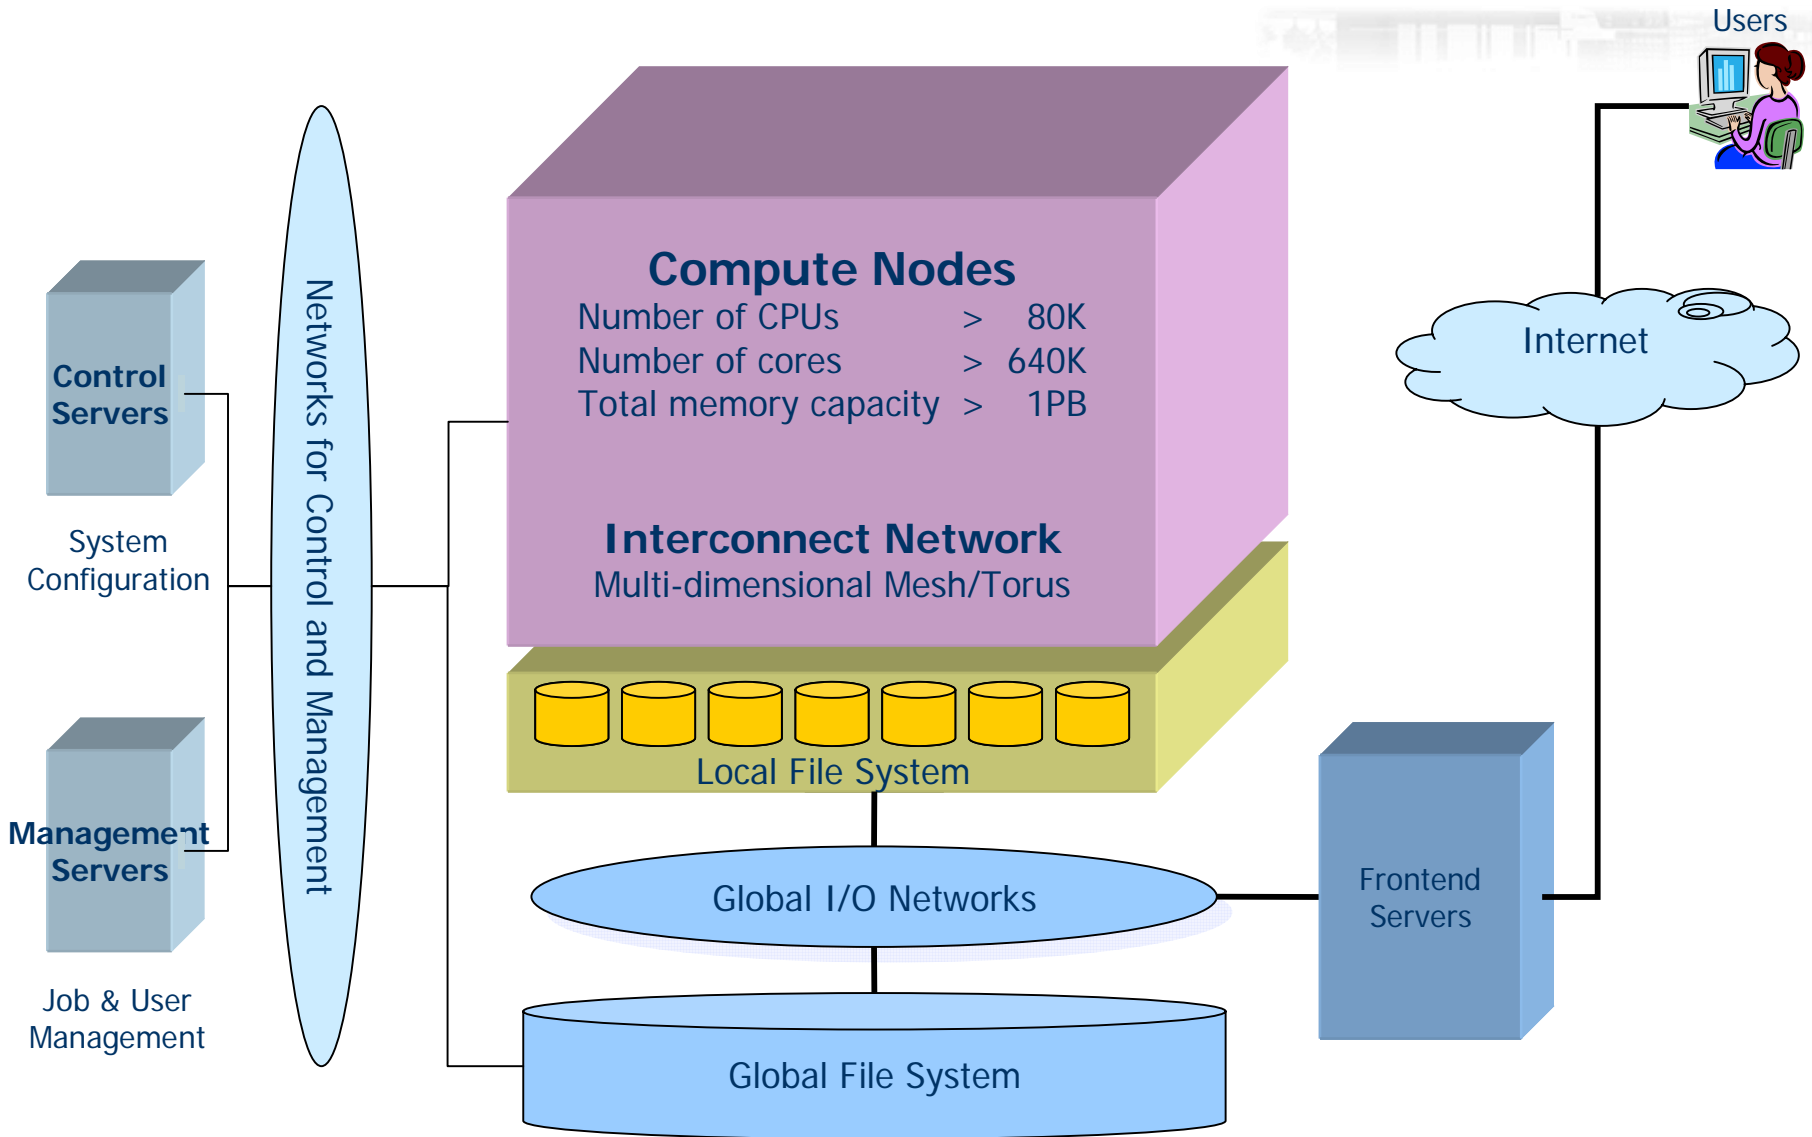 Users
Compute Nodes
Number of CPUs > 80K
Number of cores > 640K
Total memory capacity > 1PB
Interconnect Network
Multi-dimensional Mesh/Torus
Local File System
Global I/O Networks
Global File System
Control
Servers
System
Configuration
Management
Servers
Job & User
Management
Networks for Control and Management
Internet
Frontend
Servers